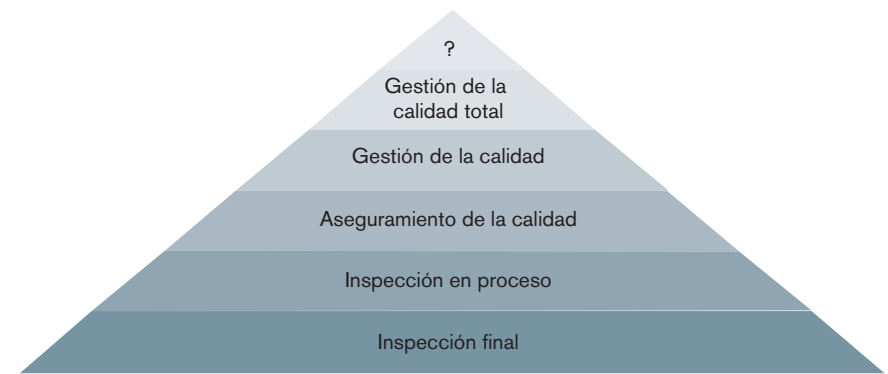 ?
Gestión de la
calidad total
Gestión de la calidad
Aseguramiento de la calidad
Inspección en proceso
Inspección final